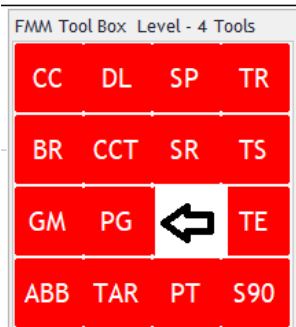 FMM Tool Box Level - 4 Tools
CC DL SP TR
BR CCT SR TS
GM PG TE
ABB TAR PT S90